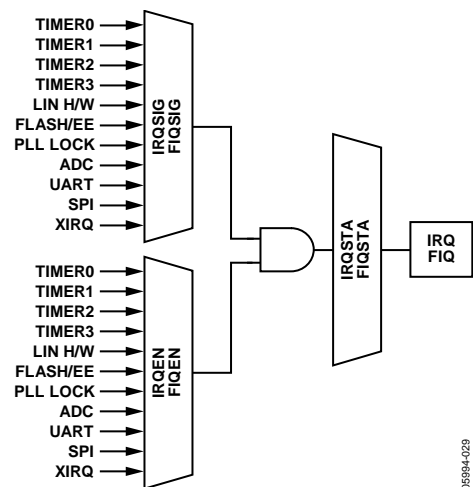 TIMER0
TIMER1
TIMER2
TIMER3
LIN H/W
FLASH/EE
PLL LOCK
ADC
UART
SPI
XIRQ
IRQSIG
FIQSIG
TIMER0
TIMER1
TIMER2
TIMER3
LIN H/W
FLASH/EE
PLL LOCK
ADC
UART
SPI
XIRQ
IRQEN
FIQEN
IRQSTA
FIQSTA
IRQ
FIQ
05994-029